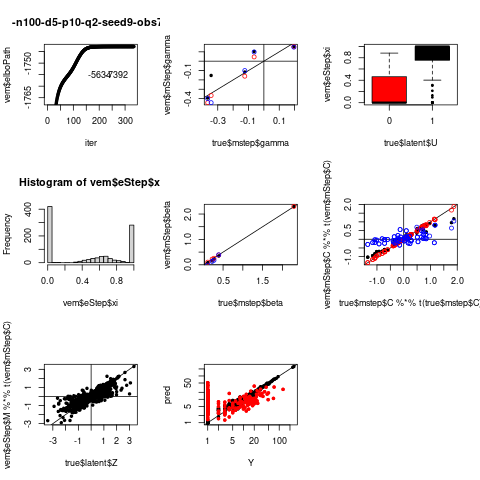 -n100-d5-p10-q2-seed9-obs7
vem$elboPath
-1765
-1750
-5634
7392
0
100
200
300
iter
vem$mStep$gamma
-0.4
-0.1
-0.3
-0.1
0.0
true$mstep$gamma
vem$eStep$xi
0.0
0.4
0.8
0
1
true$latent$U
Histogram of vem$eStep$x
Frequency
0
200
400
0.0
0.4
0.8
vem$eStep$xi
vem$mStep$beta
0.0
1.0
2.0
0.5
1.5
true$mstep$beta
vem$mStep$C %*% t(vem$mStep$C)
-1.0
0.0
1.0
2.0
-1.0
0.0
1.0
2.0
true$mstep$C %*% t(true$mstep$C)
vem$eStep$M %*% t(vem$mStep$C)
-3
-1
1
3
-3
-1
1
2
3
true$latent$Z
pred
1
5
50
1
5
20
100
Y